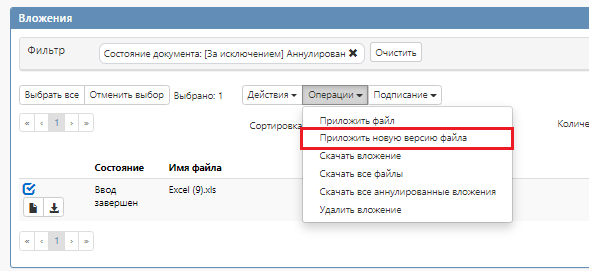 Вложения
Фильтр
Состояние документа: [За исключением] Аннулирован ✖ Очистить
Выбрать все Отменить выбор Выбрано: 1 Действия Операции Подписание
« ‹ 1 › » Сортировка Количе
Приложить файл
Приложить новую версию файла
Скачать вложение
Скачать все файлы
Скачать все аннулированные вложения
Удалить вложение
Состояние Имя файла
Ввод завершен Excel (9).xls
« ‹ 1 › »